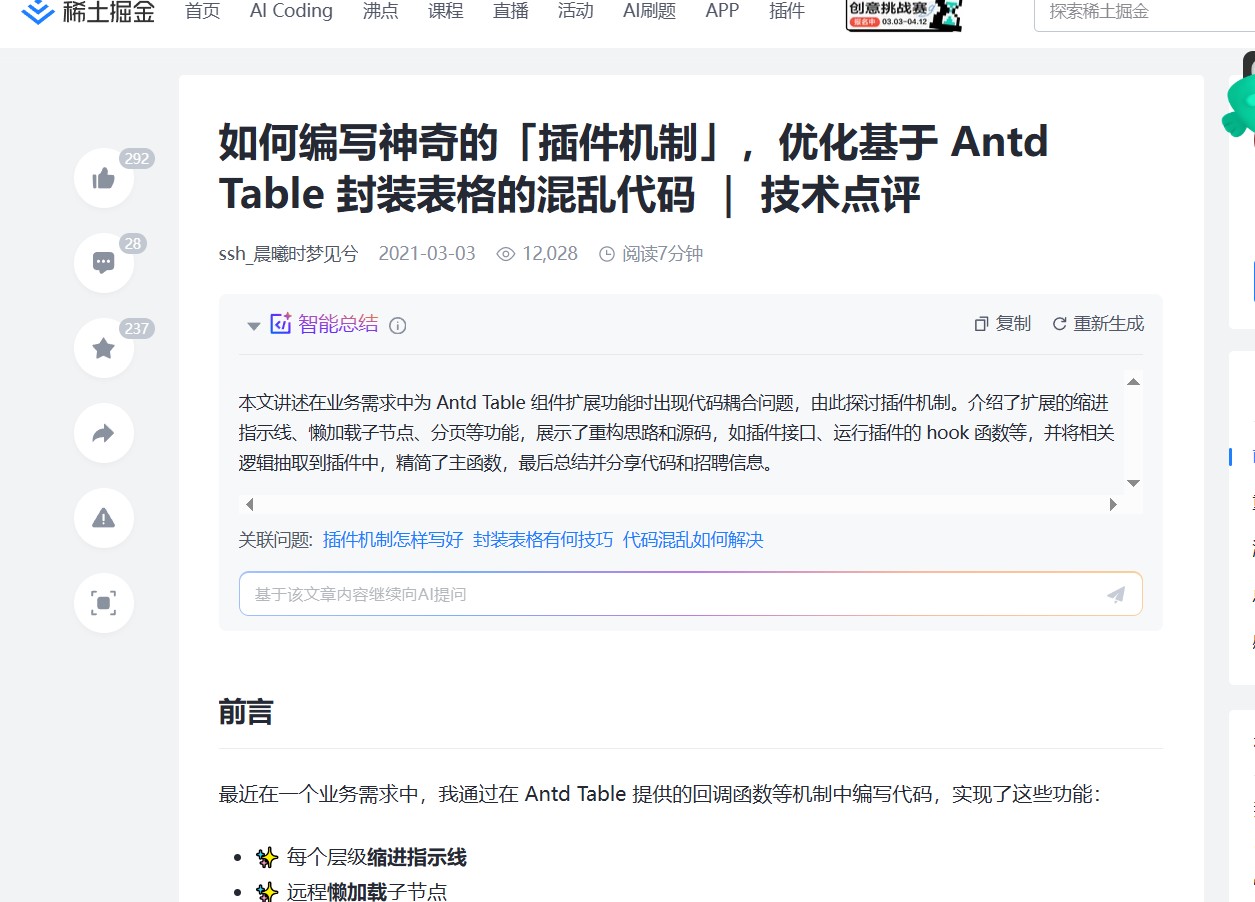 稀土掘金 首页 AI Coding 沸点 课程 直播 活动 AI刷题 APP 插件 创意挑战赛 报名中 03.03-04.12 探索稀土掘金
如何编写神奇的「插件机制」，优化基于 Antd
Table 封装表格的混乱代码 ｜ 技术点评
292
ssh_晨曦时梦见兮 2021-03-03 12,028 阅读7分钟
28
智能总结 复制 重新生成
237
本文讲述在业务需求中为 Antd Table 组件扩展功能时出现代码耦合问题，由此探讨插件机制。介绍了扩展的缩进
指示线、懒加载子节点、分页等功能，展示了重构思路和源码，如插件接口、运行插件的 hook 函数等，并将相关
逻辑抽取到插件中，精简了主函数，最后总结并分享代码和招聘信息。
关联问题: 插件机制怎样写好 封装表格有何技巧 代码混乱如何解决
基于该文章内容继续向AI提问
前言
最近在一个业务需求中，我通过在 Antd Table 提供的回调函数等机制中编写代码，实现了这些功能：
每个层级缩进指示线
远程懒加载子节点